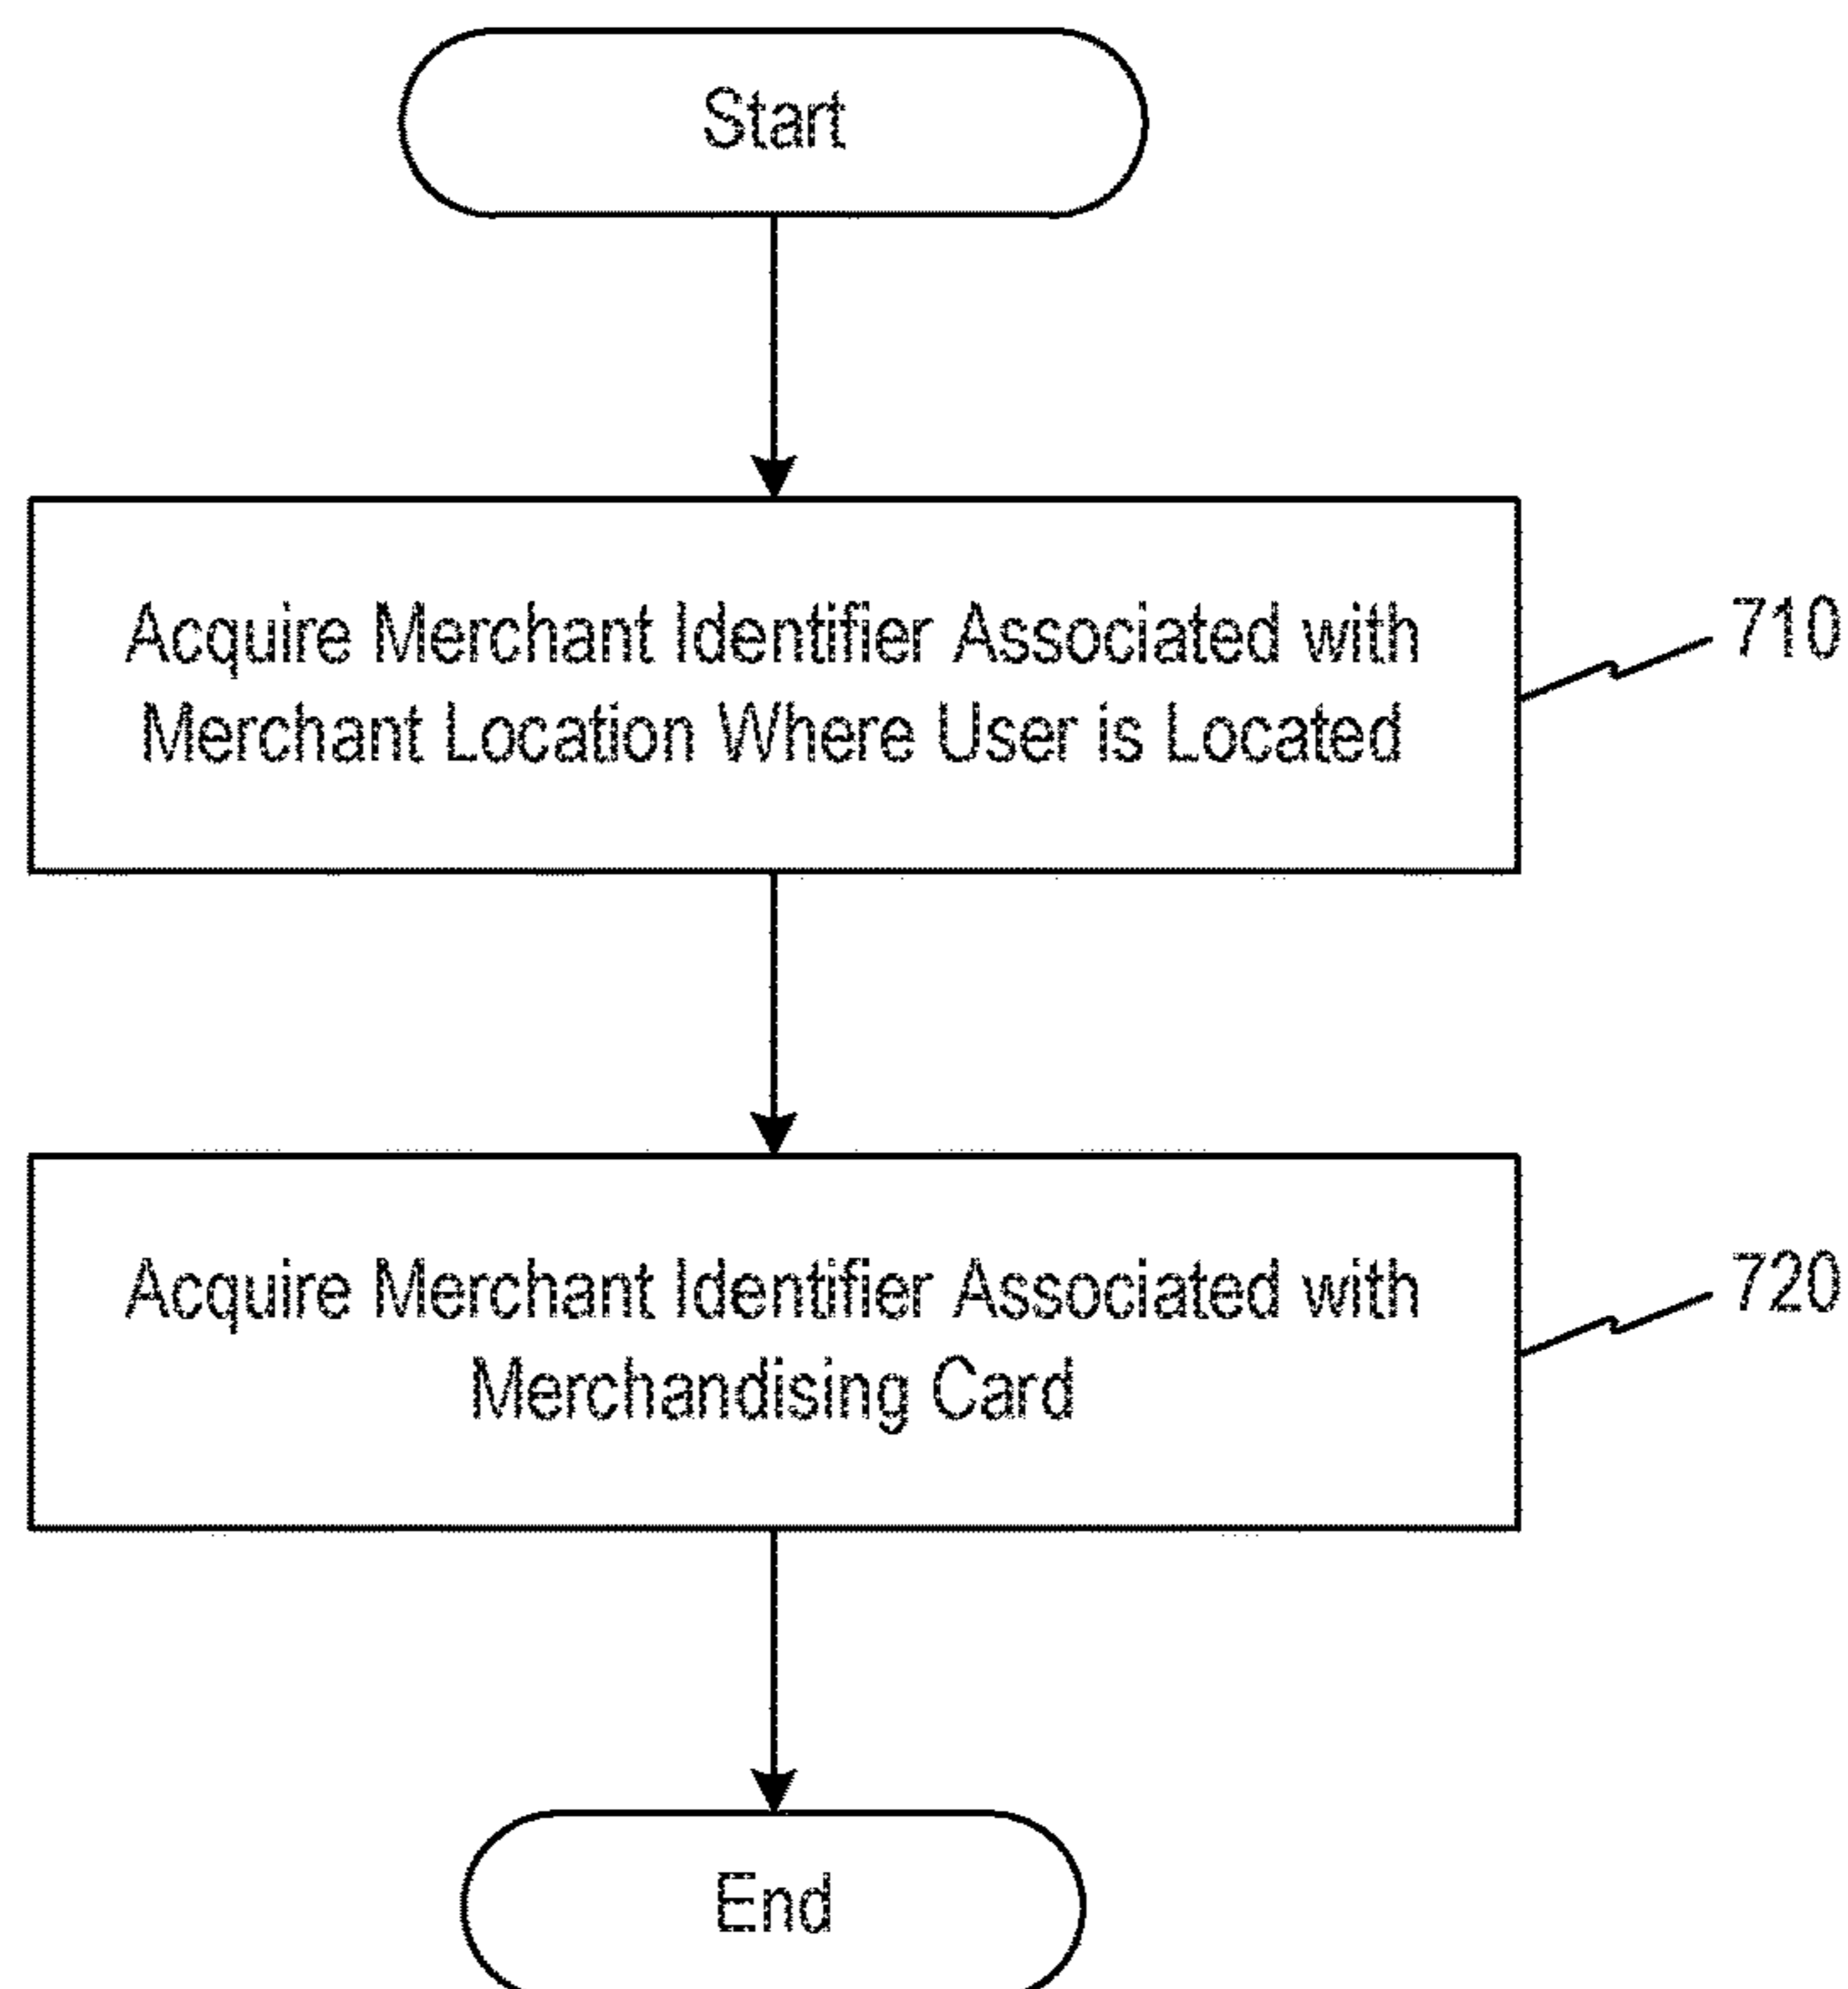 Start
Acquire Merchant Identifier Associated with
Merchant Location Where User is Located
710
Acquire Merchant Identifier Associated with
Merchandising Card
720
End